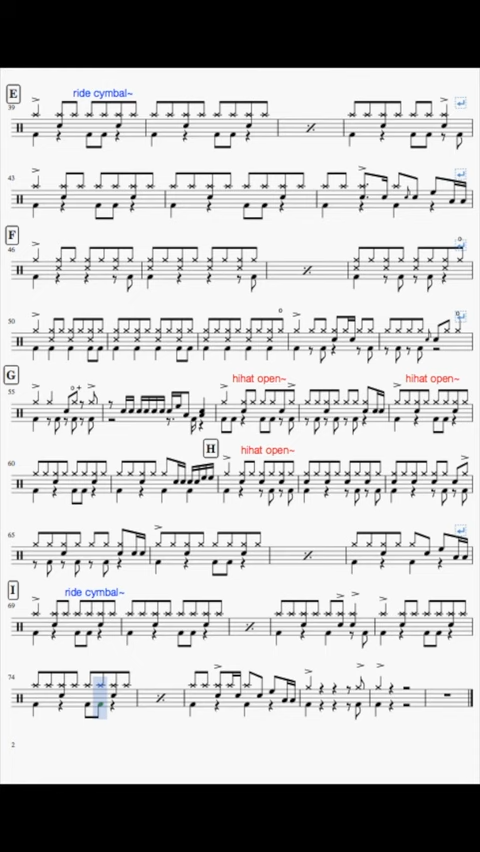 E
ride cymbal~
39
43
F
46
50
G
hihat open~
hihat open~
55
H
hihat open~
60
65
I
ride cymbal~
69
74
2